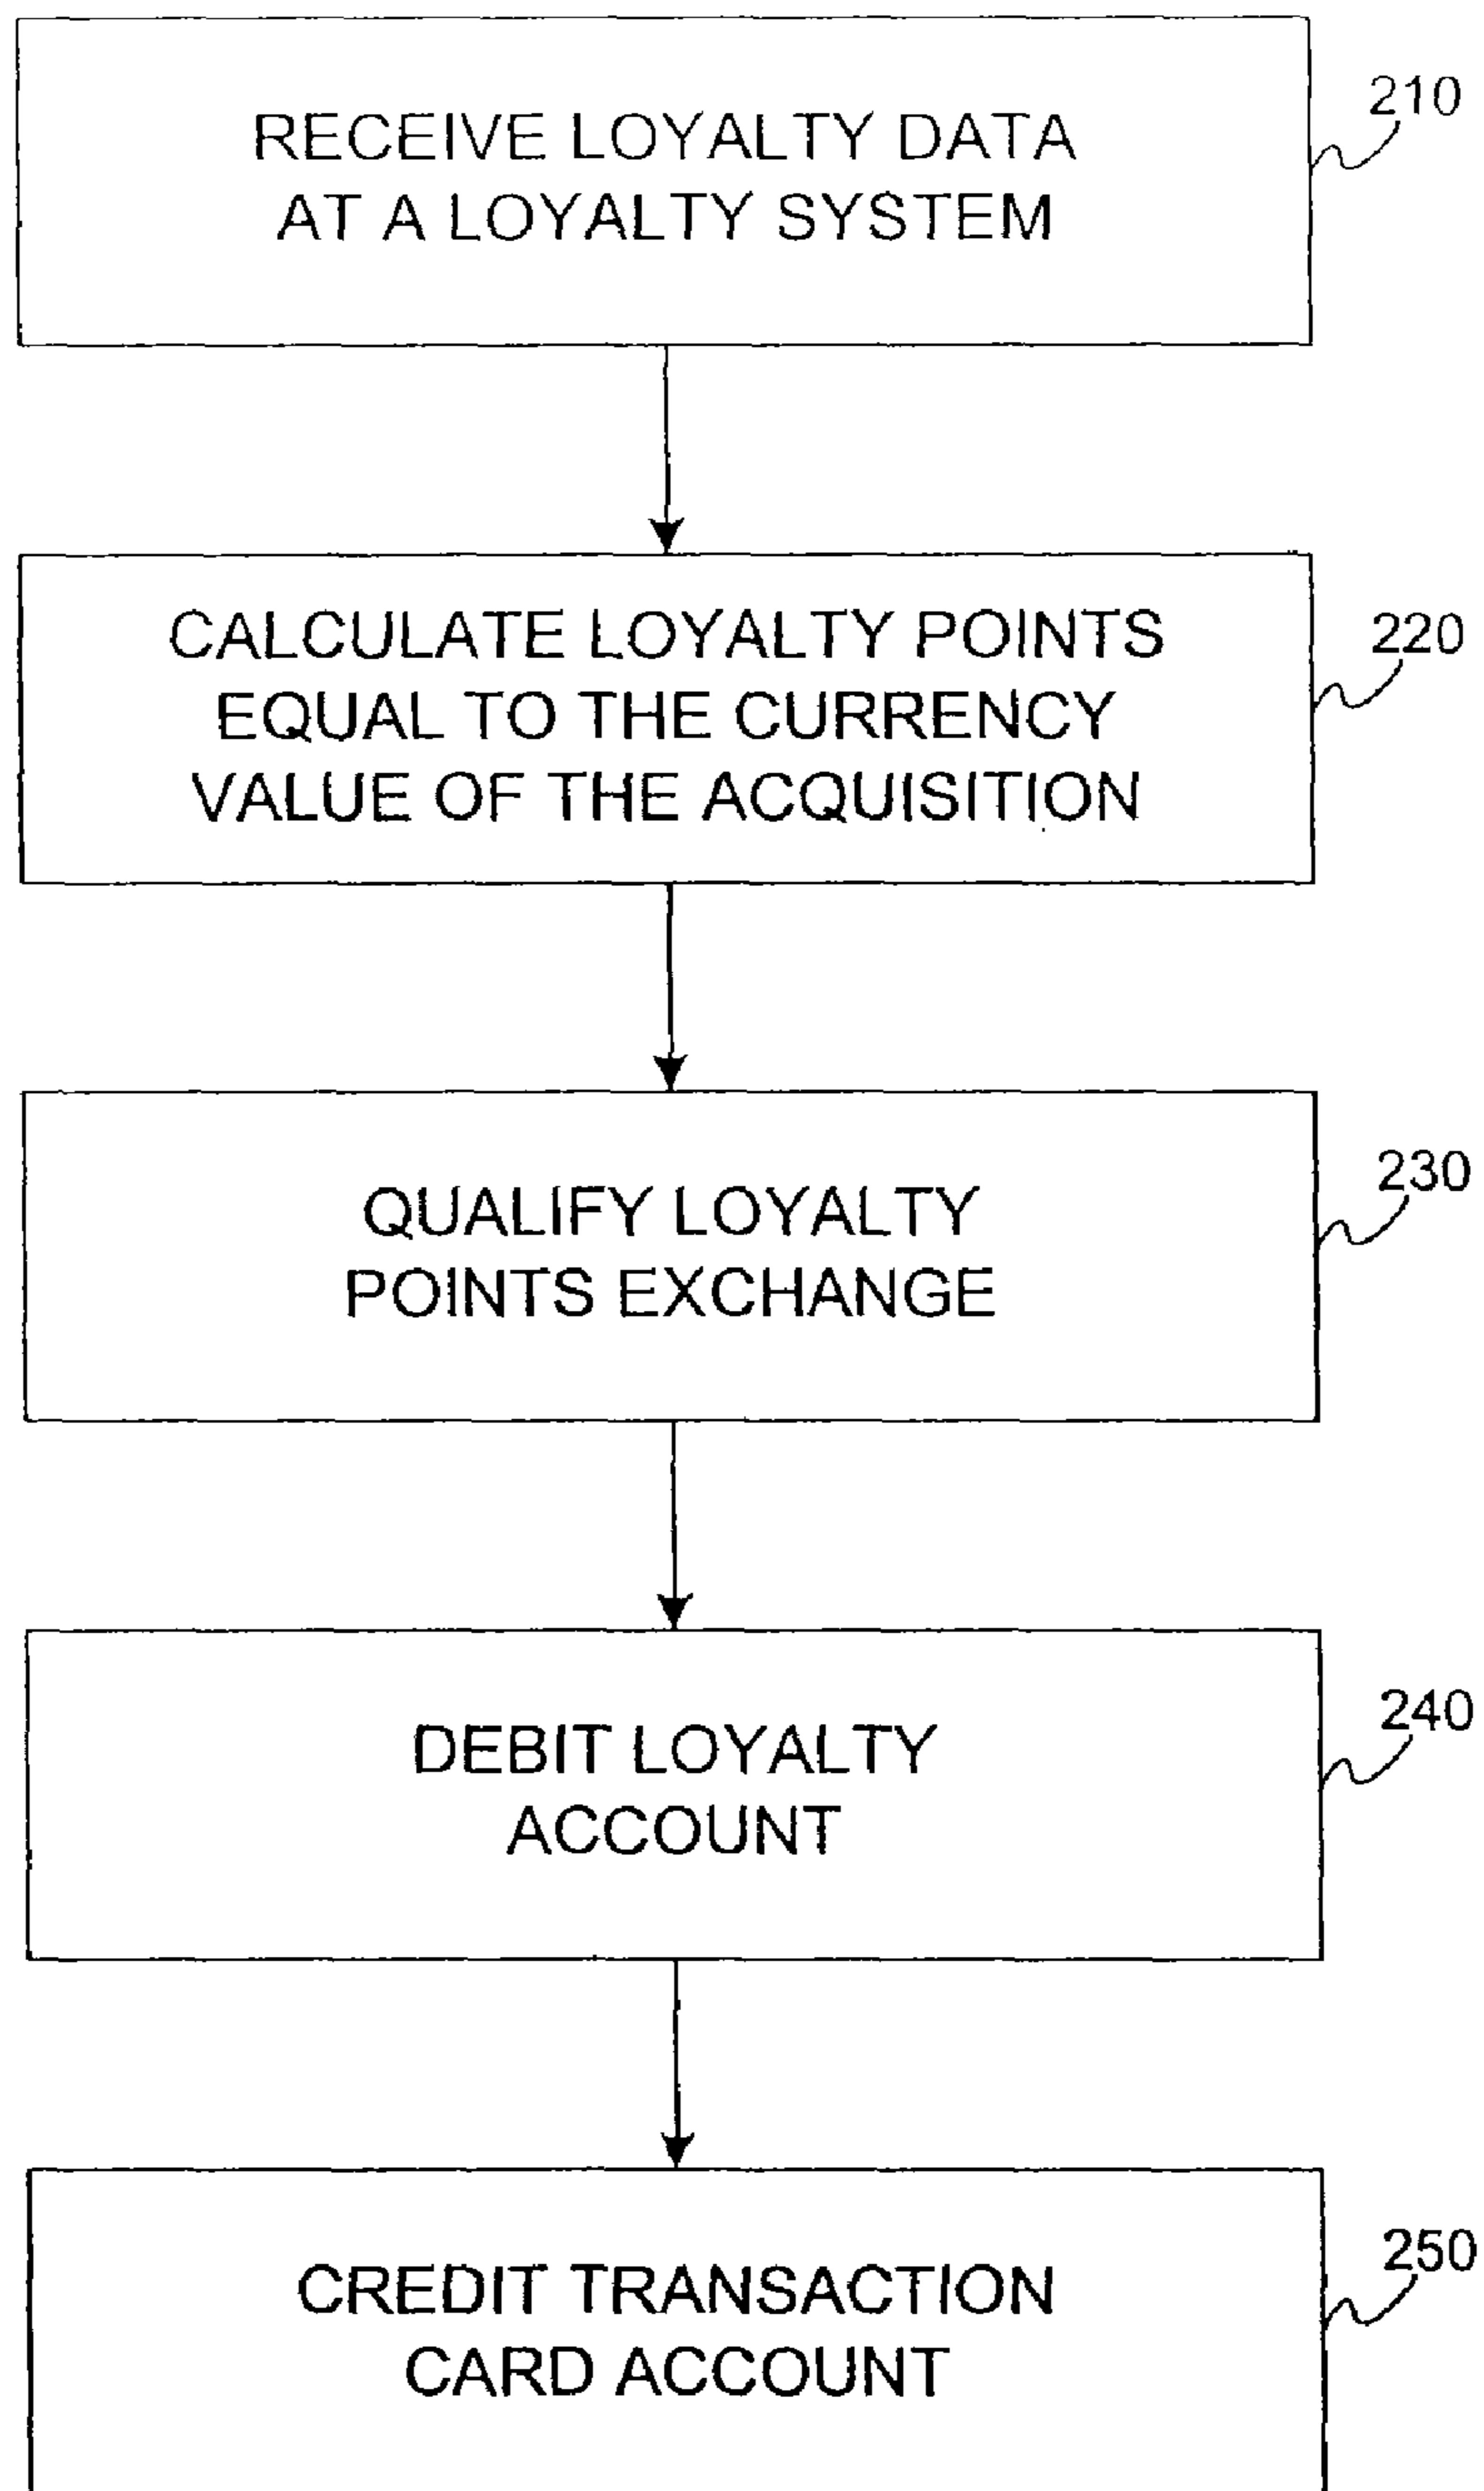 RECEIVE LOYALTY DATA
AT A LOYALTY SYSTEM
210
CALCULATE LOYALTY POINTS
EQUAL TO THE CURRENCY
VALUE OF THE ACQUISITION
220
QUALIFY LOYALTY
POINTS EXCHANGE
230
DEBIT LOYALTY
ACCOUNT
240
CREDIT TRANSACTION
CARD ACCOUNT
250